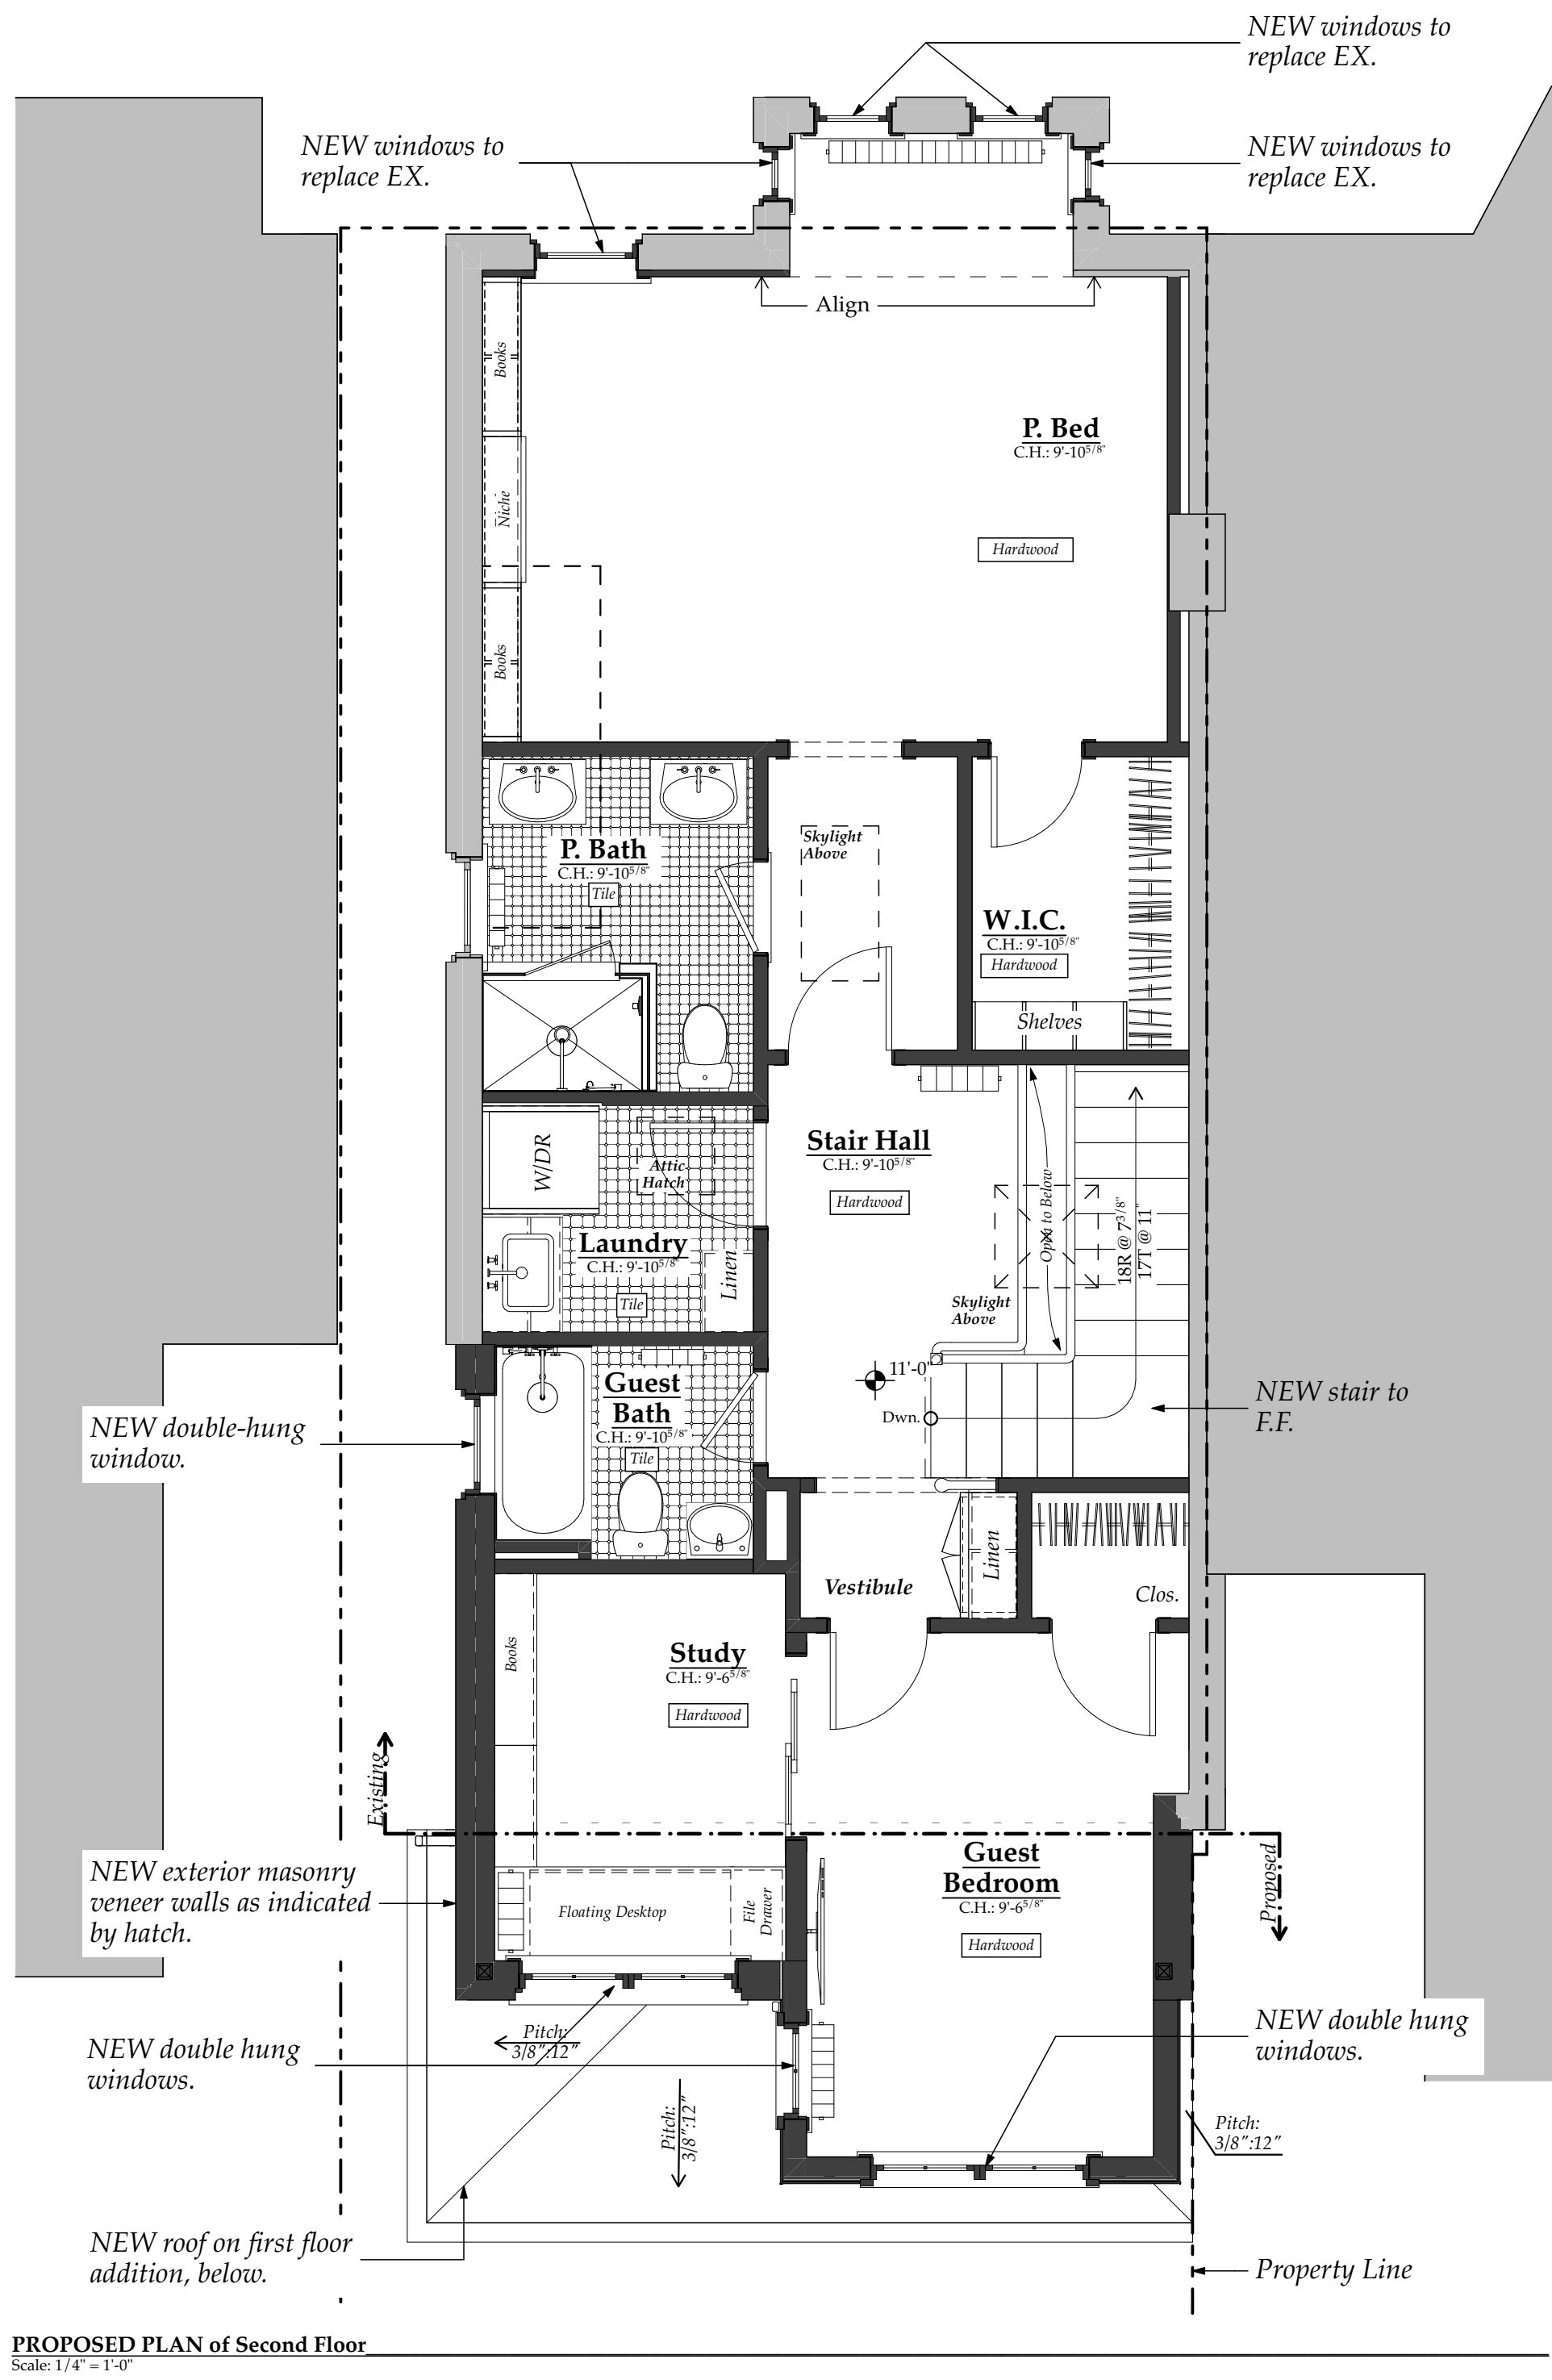 NEW windows to
replace EX.
NEW windows to
replace EX.
NEW windows to
replace EX.
Align
Books
P. Bed
C.H.: 9'-10 5/8"
Niche
Hardwood
Books
P. Bath
C.H.: 9'-10 5/8"
Tile
Skylight
Above
W.I.C.
C.H.: 9'-10 5/8"
Hardwood
Shelves
W/DR
Attic
Hatch
Stair Hall
C.H.: 9'-10 5/8"
Hardwood
Open to Below
18R @ 7 3/8"
17T @ 11"
Laundry
C.H.: 9'-10 5/8"
Tile
Linen
Skylight
Above
11'-0"
Dwn.
NEW stair to
F.F.
Guest
Bath
C.H.: 9'-10 5/8"
Tile
NEW double-hung
window.
Vestibule
Linen
Clos.
Books
Study
C.H.: 9'-6 5/8"
Hardwood
Existing
Proposed
Guest
Bedroom
C.H.: 9'-6 5/8"
Hardwood
NEW exterior masonry
veneer walls as indicated
by hatch.
Floating Desktop
File
Drawer
NEW double hung
windows.
Pitch:
3/8":12"
Pitch:
3/8":12"
NEW double hung
windows.
Pitch:
3/8":12"
NEW roof on first floor
addition, below.
Property Line
PROPOSED PLAN of Second Floor
Scale: 1/4" = 1'-0"